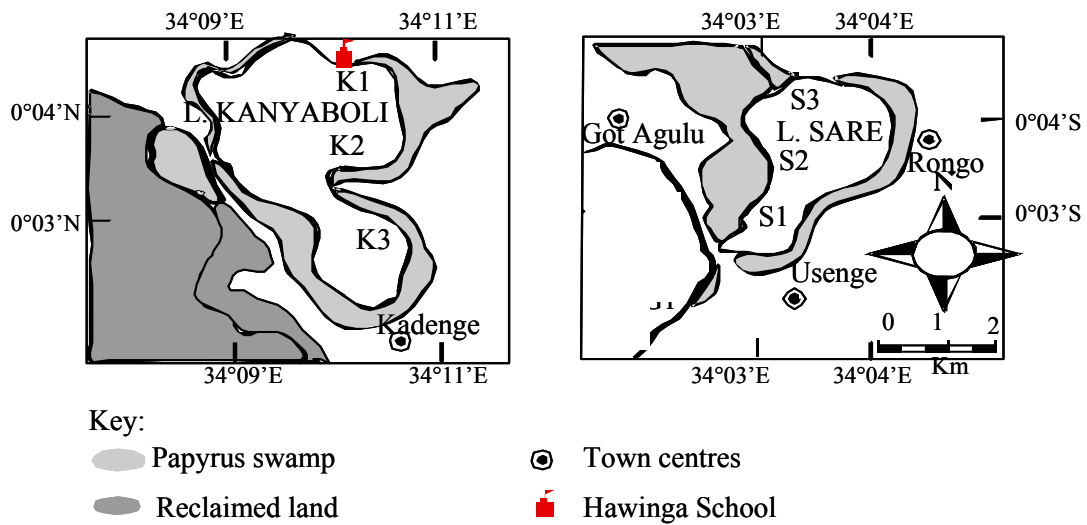 34°09’E
34°11’E
K1
0°04’N
L. KANYABOLI
K2
0°03’N
K3
Kadenge
34°09’E
34°11’E
34°03’E
34°04’E
S3
Got Agulu
L. SARE
0°04’S
S2
Rongo
N
S1
0°03’S
Usenge
0 1 2
Km
34°03’E
34°04’E
Key:
Papyrus swamp
Town centres
Reclaimed land
Hawinga School